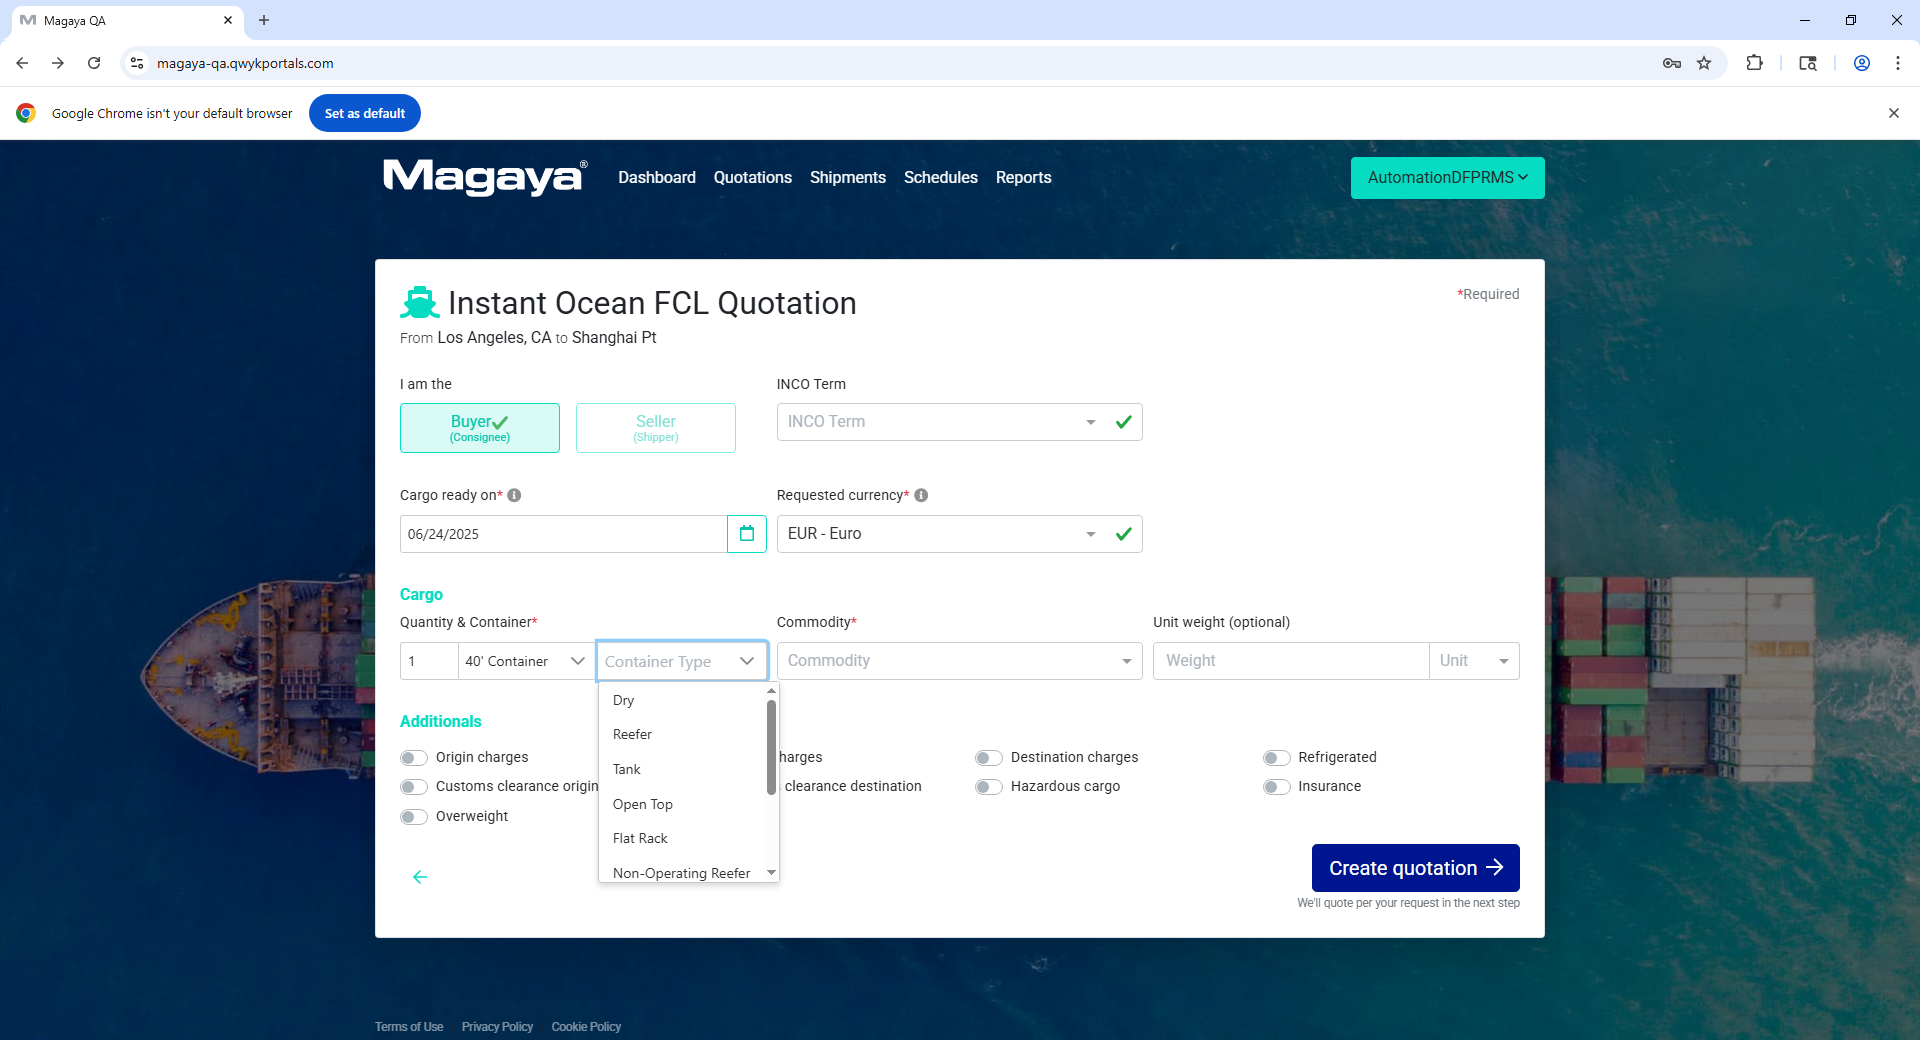 Magaya QA
magaya-qa.qwykportals.com
Google Chrome isn't your default browser
Set as default
Magaya®
Dashboard
Quotations
Shipments
Schedules
Reports
AutomationDFPRMS
Instant Ocean FCL Quotation
*Required
From Los Angeles, CA to Shanghai Pt
I am the
INCO Term
Buyer
(Consignee)
Seller
(Shipper)
INCO Term
Cargo ready on*
Requested currency*
06/24/2025
EUR - Euro
Cargo
Quantity & Container*
Commodity*
Unit weight (optional)
1
40' Container
Container Type
Commodity
Weight
Unit
Dry
Reefer
Tank
Open Top
Flat Rack
Non-Operating Reefer
Additionals
Origin charges
harges
Destination charges
Refrigerated
Customs clearance origin
clearance destination
Hazardous cargo
Insurance
Overweight
Create quotation
We'll quote per your request in the next step
Terms of Use
Privacy Policy
Cookie Policy